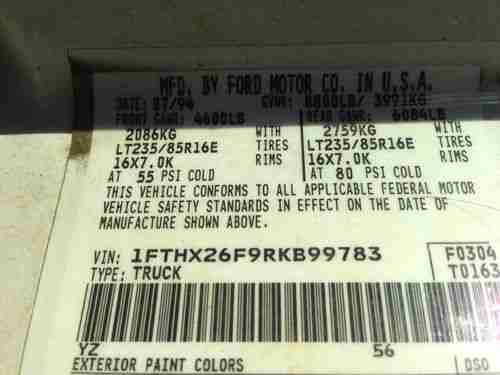 MFD. BY FORD MOTOR CO. IN U.S.A.
DATE: 07/94 GVWR: 8800LB/ 3991KG
FRONT GAWR: 4600LB REAR GAWR: 6084LB
2086KG WITH 2759KG WITH
LT235/85R16E TIRES LT235/85R16E TIRES
16X7.0K RIMS 16X7.0K RIMS
AT 55 PSI COLD AT 80 PSI COLD
THIS VEHICLE CONFORMS TO ALL APPLICABLE FEDERAL MOTOR
VEHICLE SAFETY STANDARDS IN EFFECT ON THE DATE OF
MANUFACTURE SHOWN ABOVE.
VIN: 1FTHX26F9RKB99783 F0304
TYPE: TRUCK T0163
YZ 56
EXTERIOR PAINT COLORS DSO